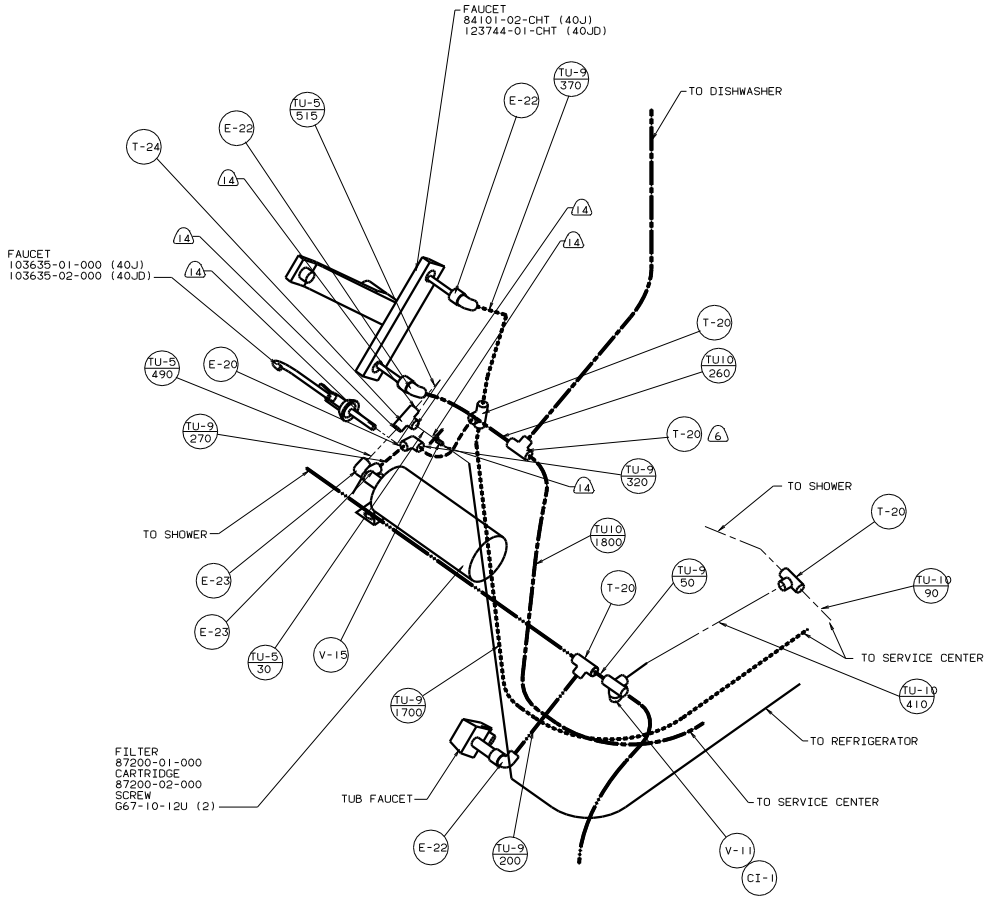 FAUCET
84101-02-CHT (40J)
123744-01-CHT (40JD)
TU-9
370
E-22
TO DISHWASHER
TU-5
515
E-22
T-24
14
14
14
14
14
FAUCET
103635-01-000 (40J)
103635-02-000 (40JD)
T-20
TU-5
490
E-20
TU10
260
TU-9
270
T-20
6
TU-9
320
14
TO SHOWER
TO SHOWER
T-20
TU10
1800
E-23
T-20
TU-9
50
TU-10
90
E-23
TU-5
30
V-15
TO SERVICE CENTER
TU-9
1700
TU-10
410
TO REFRIGERATOR
FILTER
87200-01-000
CARTRIDGE
87200-02-000
SCREW
G67-10-12U (2)
TUB FAUCET
TO SERVICE CENTER
E-22
TU-9
200
V-11
CI-1